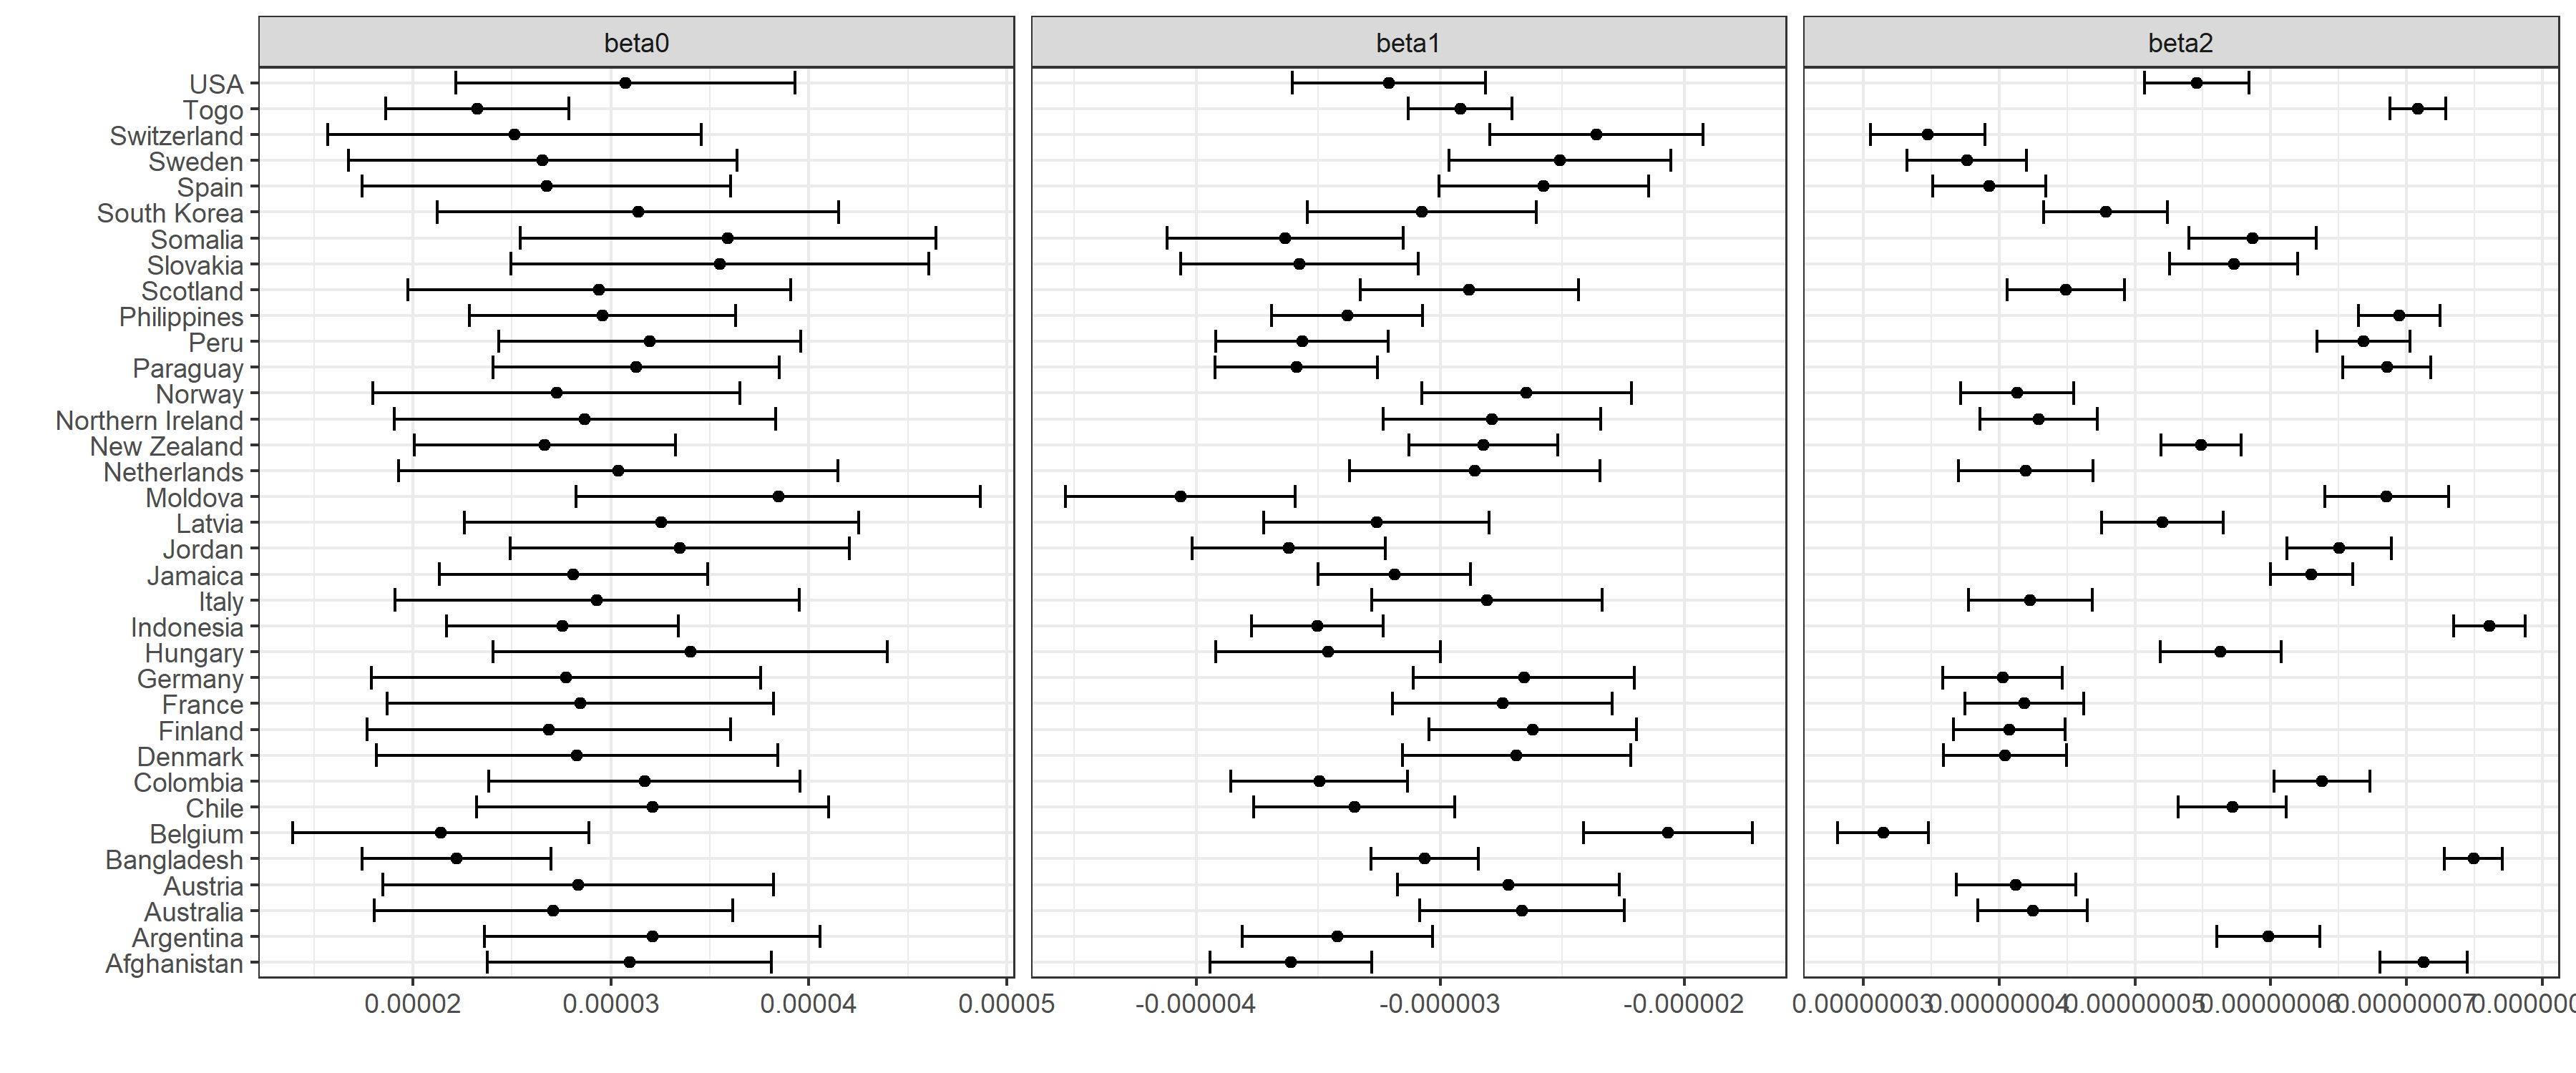 beta0 beta1 beta2
USA
Togo
Switzerland
Sweden
Spain
South Korea
Somalia
Slovakia
Scotland
Philippines
Peru
Paraguay
Norway
Northern Ireland
New Zealand
Netherlands
Moldova
Latvia
Jordan
Jamaica
Italy
Indonesia
Hungary
Germany
France
Finland
Denmark
Colombia
Chile
Belgium
Bangladesh
Austria
Australia
Argentina
Afghanistan
0.00002 0.00003 0.00004 0.00005 -0.000004 -0.000003 -0.000002 0.00000003 0.00000004 0.00000005 0.00000006 0.00000007